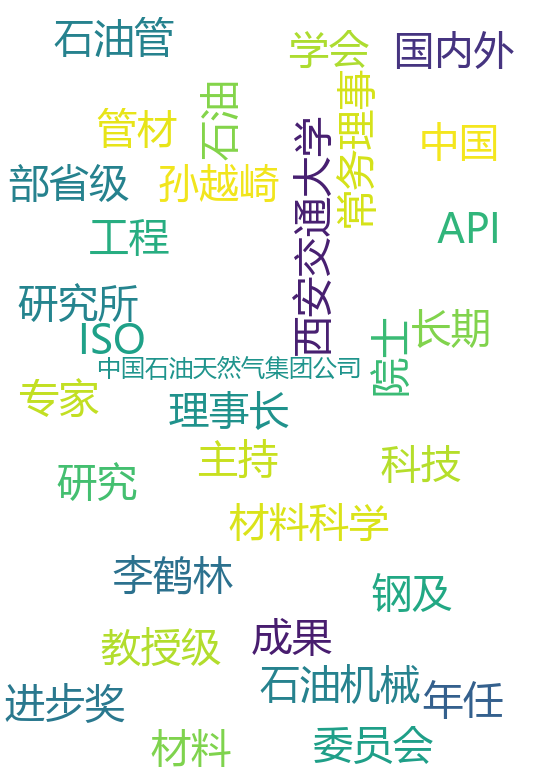 石油管
学会
国内外
石油
常务理事
管材
西安交通大学
中国
部省级
孙越崎
工程
API
研究所
ISO
长期
院士
中国石油天然气集团公司
专家
理事长
主持
科技
研究
材料科学
李鹤林
钢及
成果
教授级
石油机械
进步奖
年任
材料
委员会